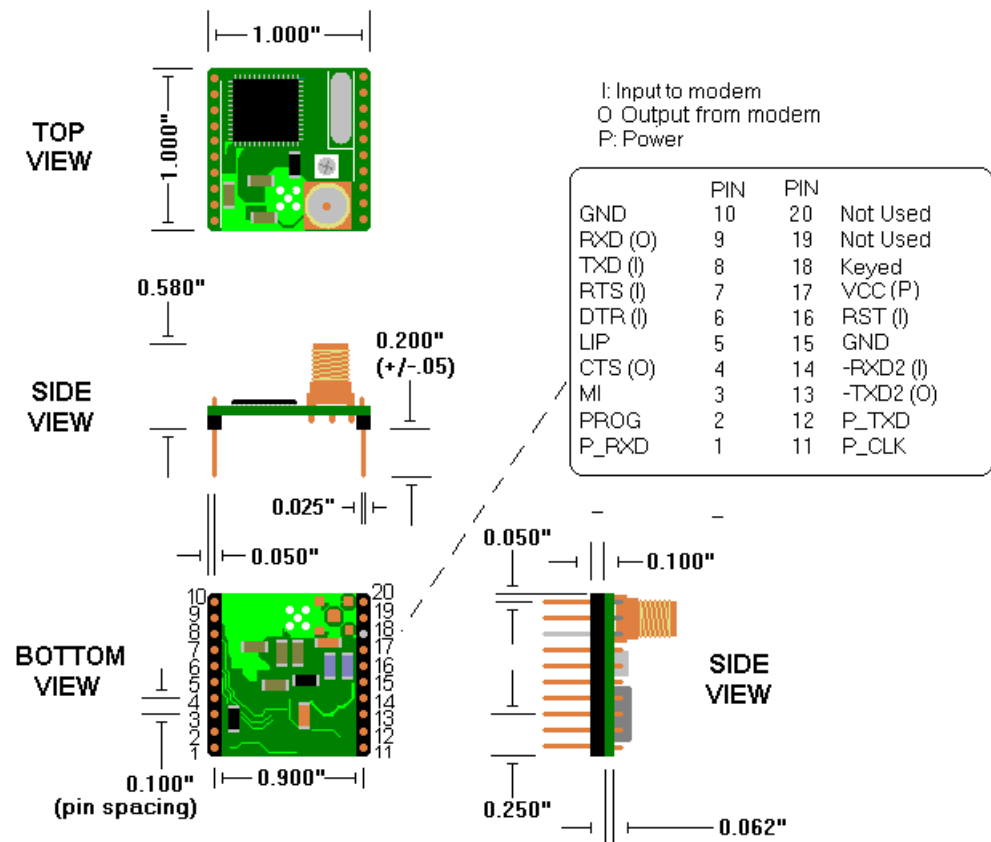 1.000"
TOP
VIEW
1.000"
I: Input to modem
O Output from modem
P: Power
PIN PIN
GND 10 20 Not Used
RXD (O) 9 19 Not Used
TXD (I) 8 18 Keyed
RTS (I) 7 17 VCC (P)
DTR (I) 6 16 RST (I)
LIP 5 15 GND
CTS (O) 4 14 -RXD2 (I)
MI 3 13 -TXD2 (O)
PROG 2 12 P_TXD
P_RXD 1 11 P_CLK
0.580"
SIDE
VIEW
0.200"
(+/-.05)
0.025"
0.050"
BOTTOM
VIEW
10 20
9 19
8 18
7 17
6 16
5 15
4 14
3 13
2 12
1 11
0.100"
(pin spacing)
0.900"
0.050"
0.100"
SIDE
VIEW
0.250"
0.062"